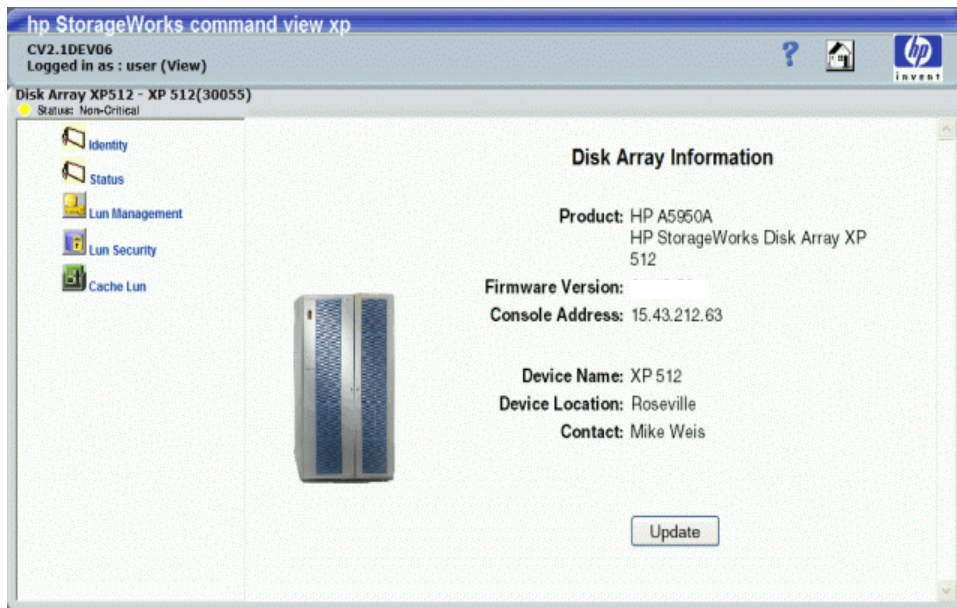 hp StorageWorks command view xp
CV2.1DEV06
Logged in as : user (View)
?
hp
invent
Disk Array XP512 - XP 512(30055)
Status: Non-Critical
Identity
Status
Lun Management
Lun Security
Cache Lun
Disk Array Information
Product: HP A5950A
HP StorageWorks Disk Array XP
512
Firmware Version:
Console Address: 15.43.212.63
Device Name: XP 512
Device Location: Roseville
Contact: Mike Weis
Update